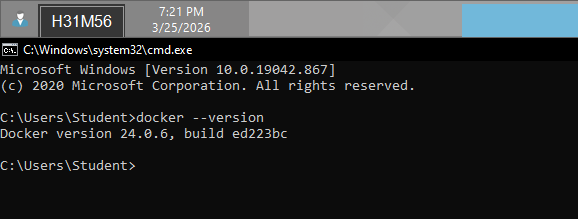 H31M56
7:21 PM
3/25/2026
C:\Windows\system32\cmd.exe
Microsoft Windows [Version 10.0.19042.867]
(c) 2020 Microsoft Corporation. All rights reserved.
C:\Users\Student>docker --version
Docker version 24.0.6, build ed223bc
C:\Users\Student>